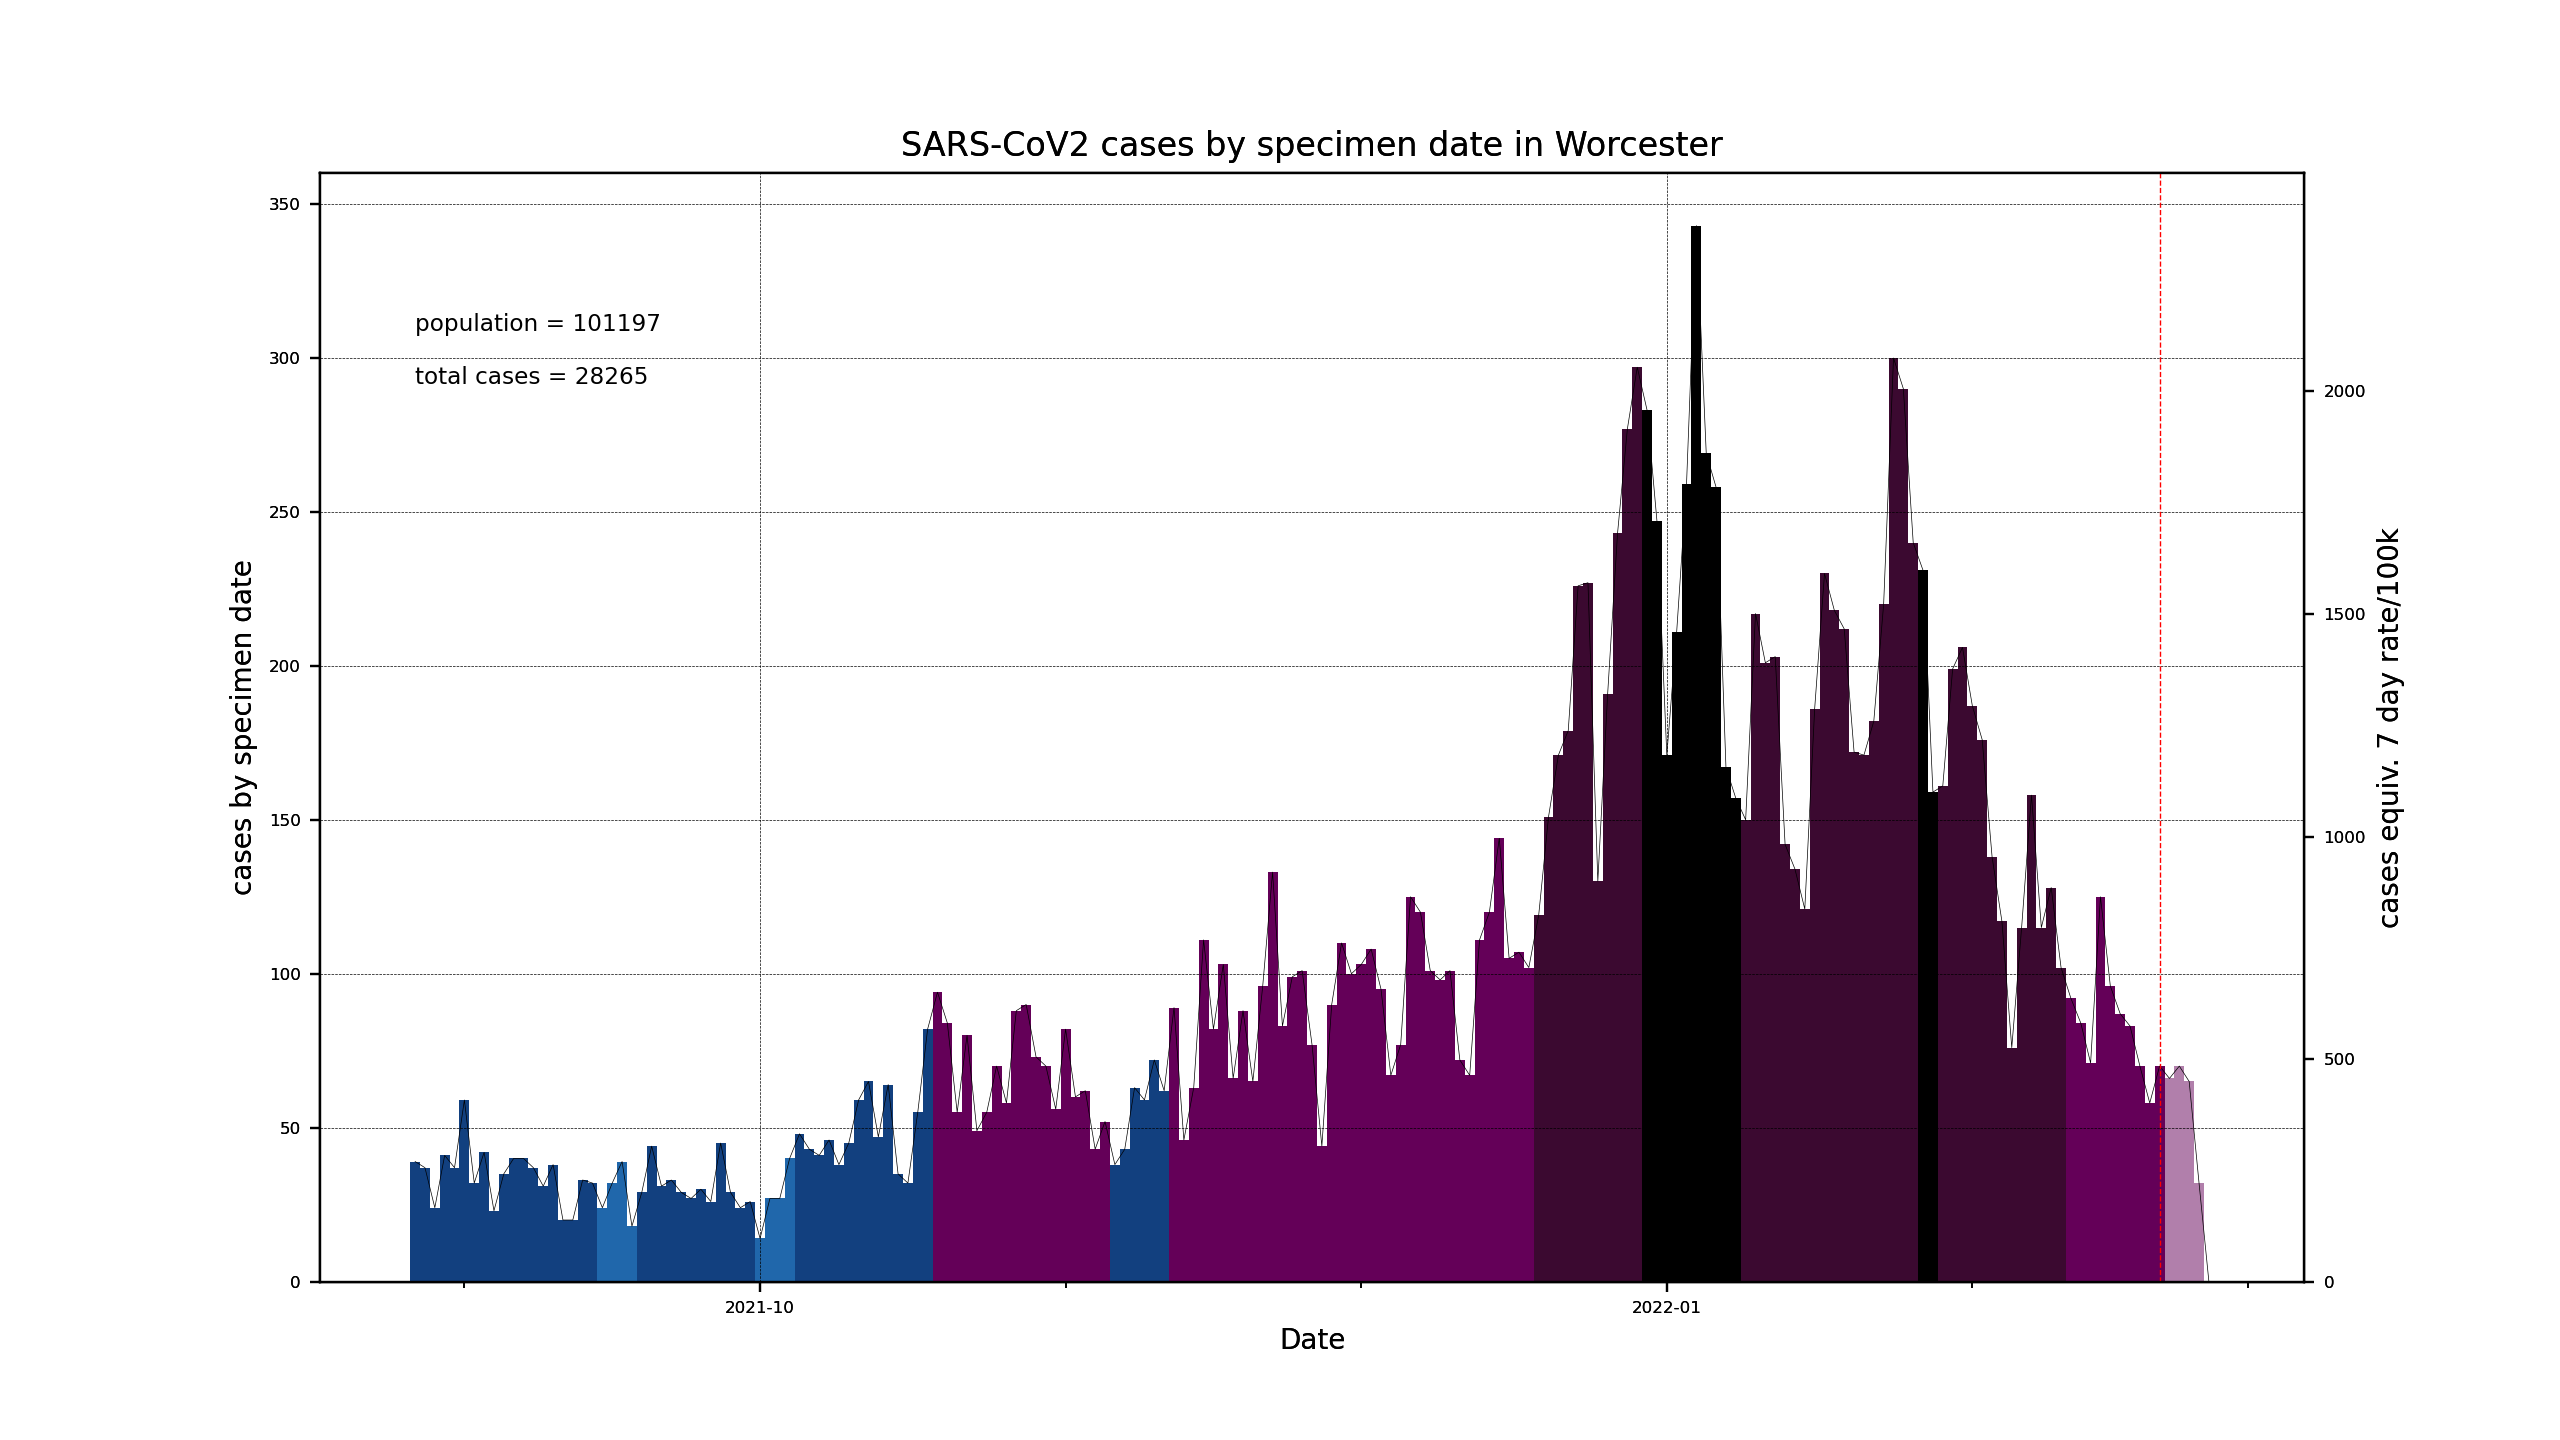 SARS-CoV2 cases by specimen date in Worcester
350
300
250
200
150
100
50
0
cases by specimen date
population = 101197
total cases = 28265
2000
1500
1000
500
0
cases equiv. 7 day rate/100k
2021-10
2022-01
Date